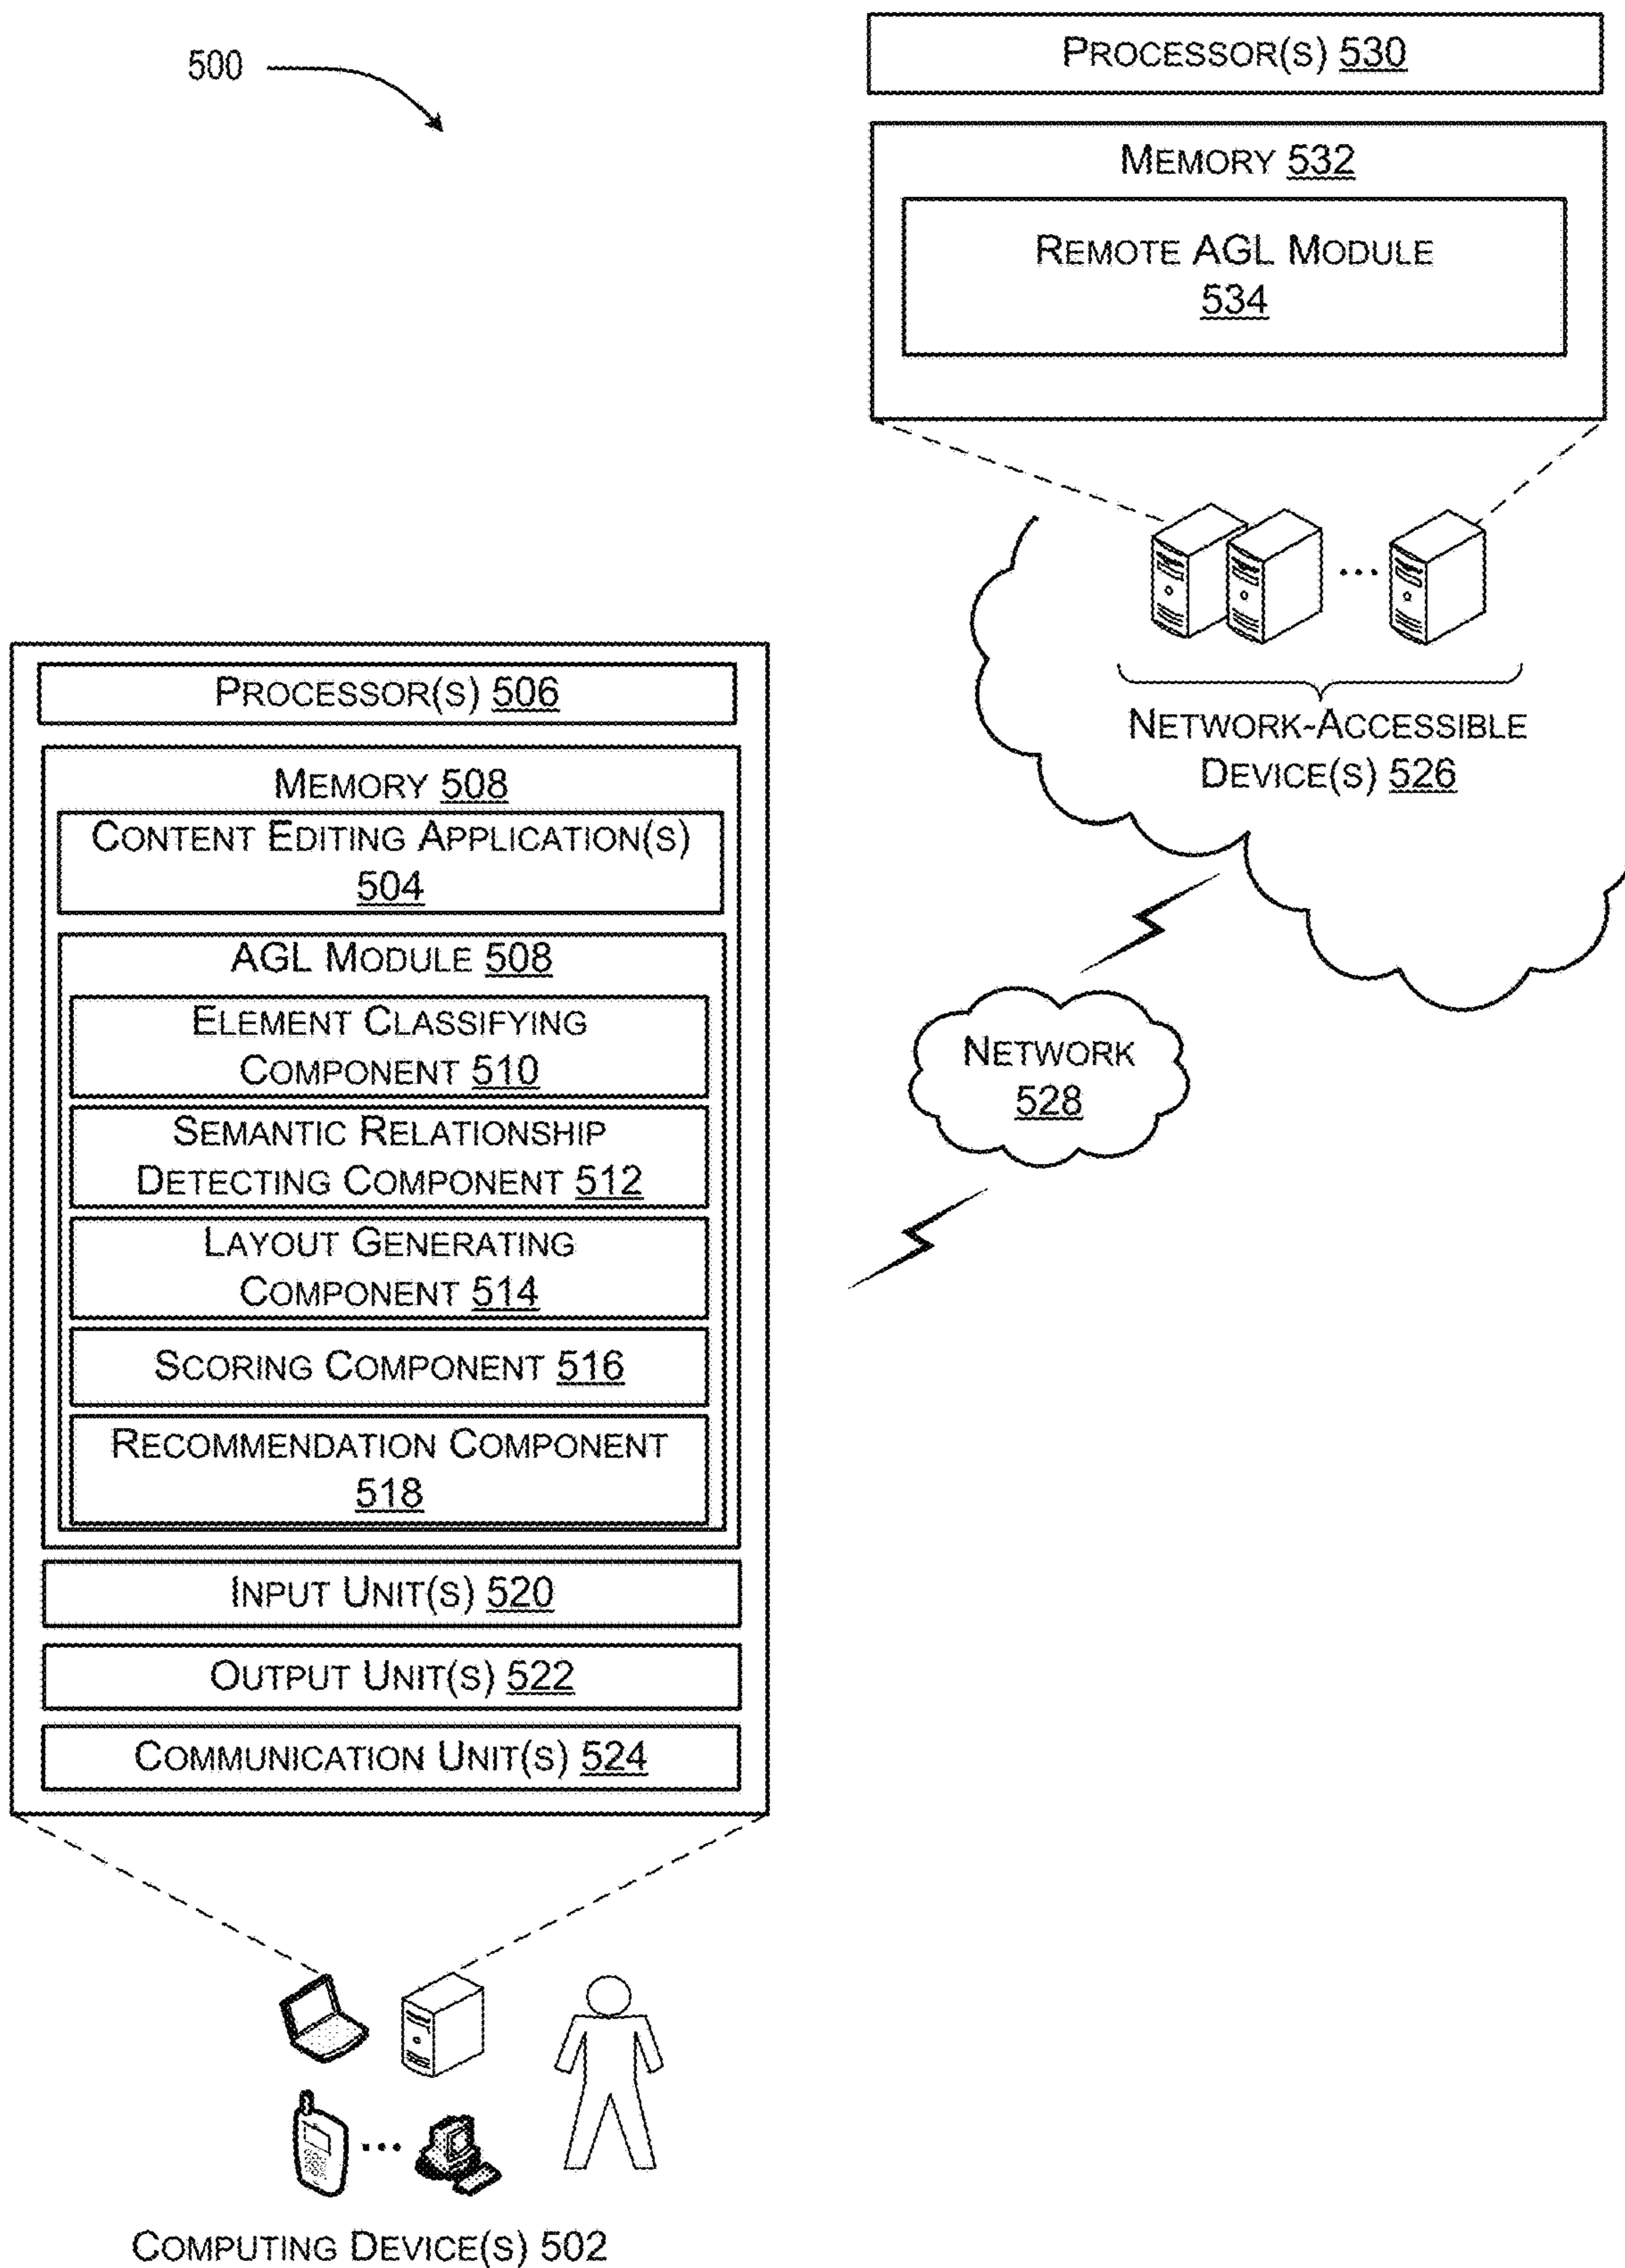 500
PROCESSOR(S) 530
MEMORY 532
REMOTE AGL MODULE
534
NETWORK-ACCESSIBLE
DEVICE(S) 526
NETWORK
528
PROCESSOR(S) 506
MEMORY 508
CONTENT EDITING APPLICATION(S)
504
AGL MODULE 508
ELEMENT CLASSIFYING
COMPONENT 510
SEMANTIC RELATIONSHIP
DETECTING COMPONENT 512
LAYOUT GENERATING
COMPONENT 514
SCORING COMPONENT 516
RECOMMENDATION COMPONENT
518
INPUT UNIT(S) 520
OUTPUT UNIT(S) 522
COMMUNICATION UNIT(S) 524
COMPUTING DEVICE(S) 502